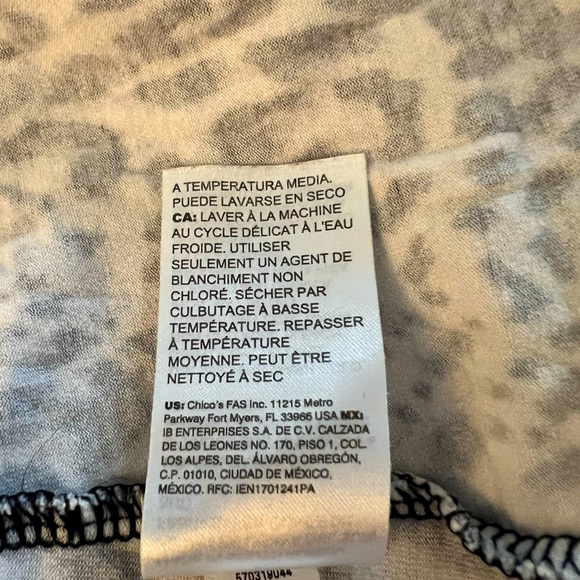 A TEMPERATURA MEDIA.
PUEDE LAVARSE EN SECO
CA: LAVER À LA MACHINE
AU CYCLE DÉLICAT À L'EAU
FROIDE. UTILISER
SEULEMENT UN AGENT DE
BLANCHIMENT NON
CHLORÉ. SÉCHER PAR
CULBUTAGE À BASSE
TEMPÉRATURE. REPASSER
À TEMPÉRATURE
MOYENNE. PEUT ÊTRE
NETTOYÉ À SEC
US: Chico's FAS Inc. 11215 Metro
Parkway Fort Myers, FL 33966 USA MX:
IB ENTERPRISES S.A. DE C.V. CALZADA
DE LOS LEONES NO. 170, PISO 1, COL.
LOS ALPES, DEL. ÁLVARO OBREGÓN,
C.P. 01010, CIUDAD DE MÉXICO,
MÉXICO. RFC: IEN1701241PA
570319044